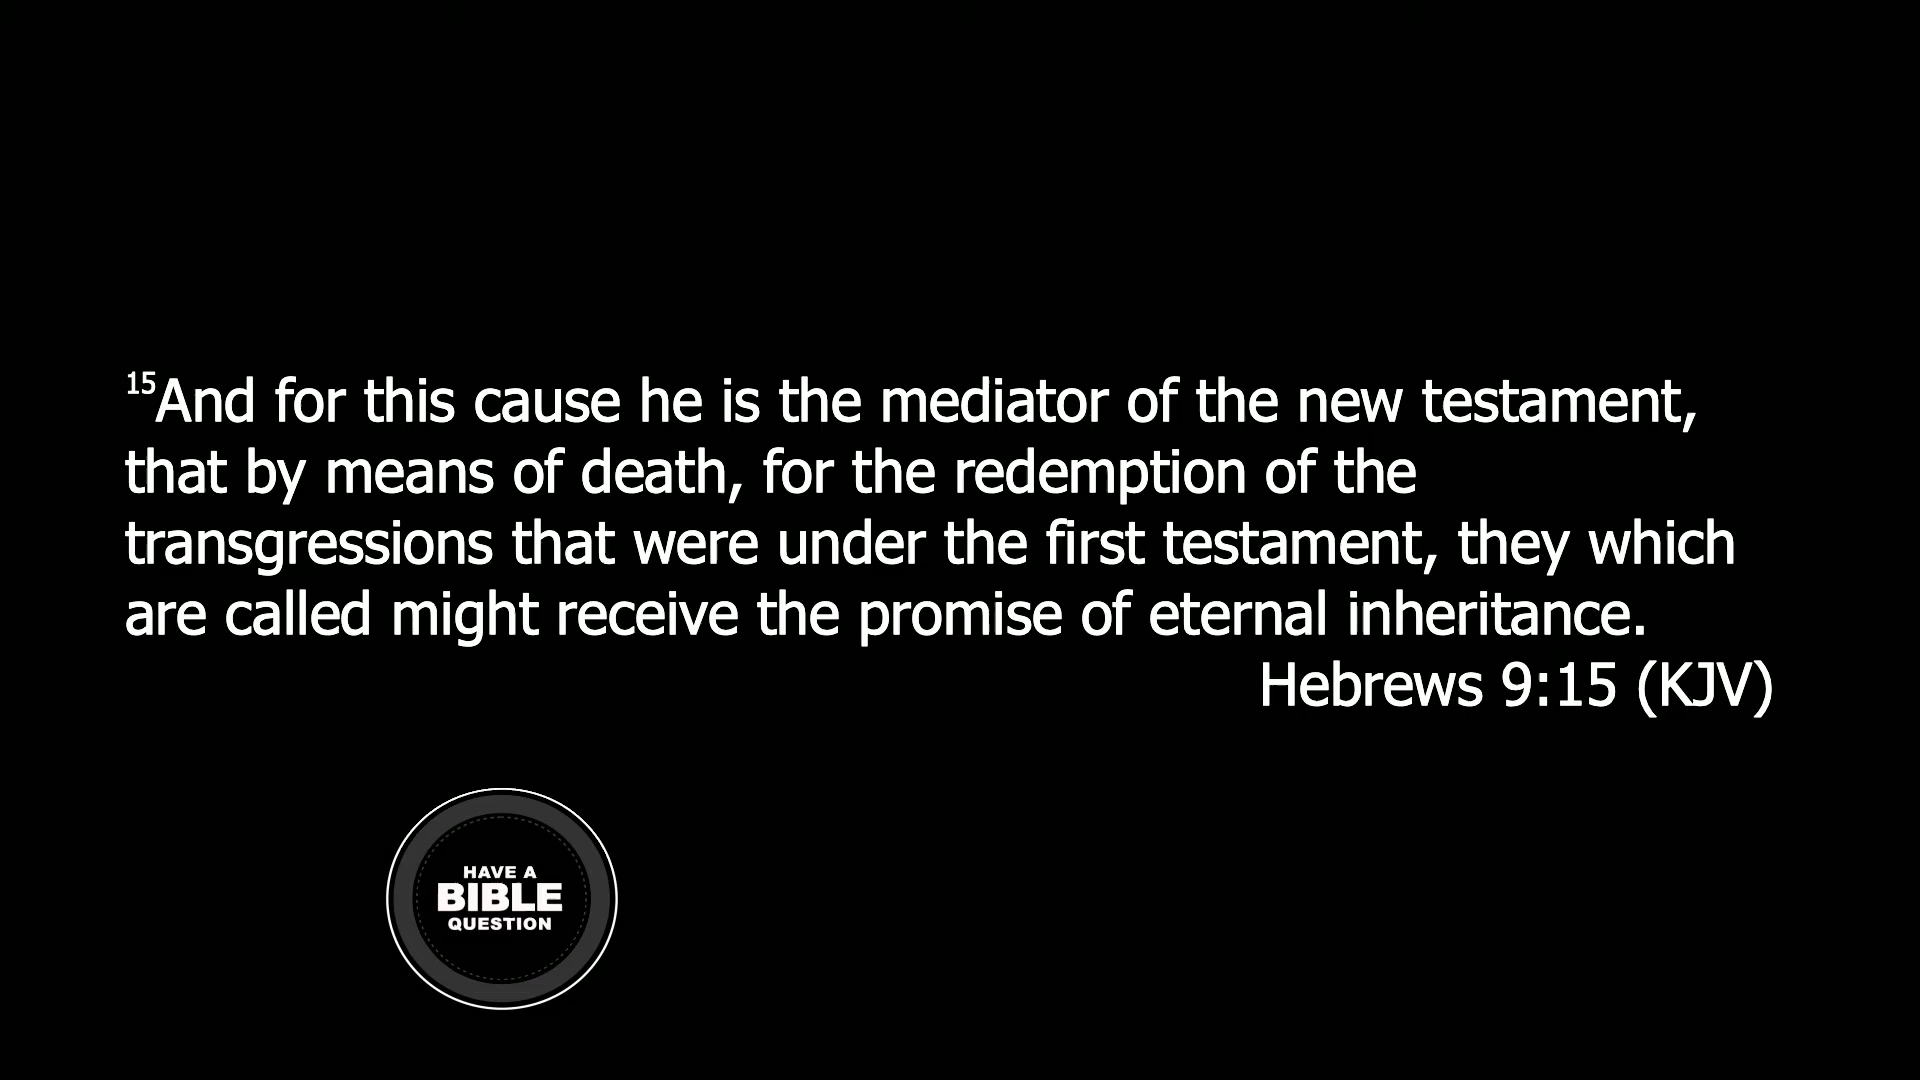 15And for this cause he is the mediator of the new testament,
that by means of death, for the redemption of the
transgressions that were under the first testament, they which
are called might receive the promise of eternal inheritance.
Hebrews 9:15 (KJV)
HAVE A
BIBLE
QUESTION